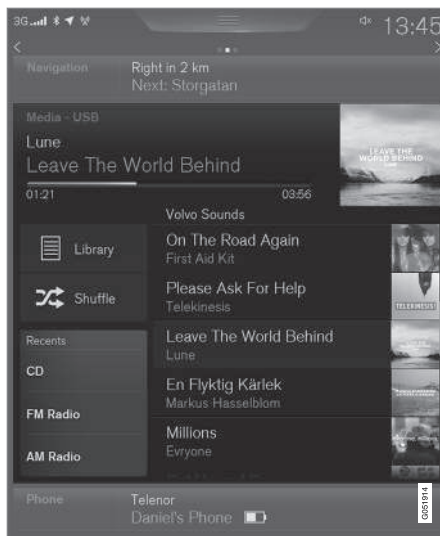 3G
13:45
Navigation
Right in 2 km
Next: Storgatan
Media - USB
Lune
Leave The World Behind
01:21
03:56
LEAVE THE
WORLD BEHIND
Volvo Sounds
Library
Shuffle
On The Road Again
First Aid Kit
Please Ask For Help
Telekinesis
TELEKINESIS!
Leave The World Behind
Lune
En Flyktig Kärlek
Markus Hasselblom
Millions
Evryone
Recents
CD
FM Radio
AM Radio
Phone
Telenor
Daniel's Phone
G051914